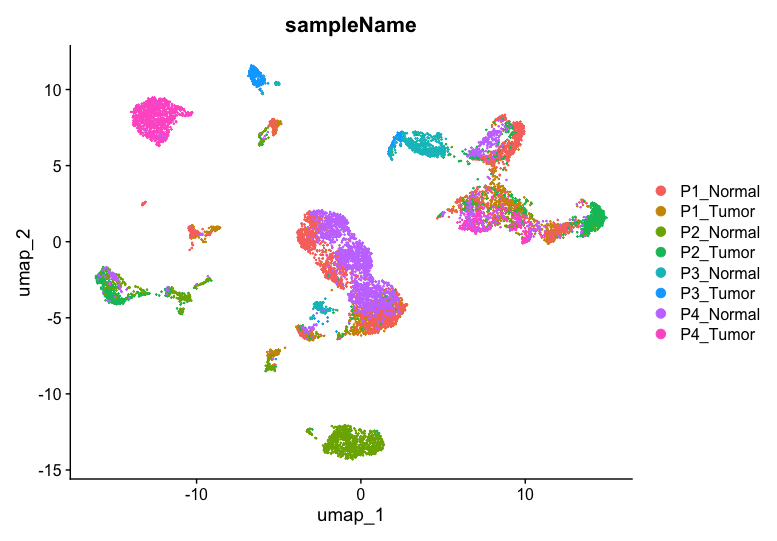 sampleName
10
5
0
-5
-10
-15
umap_2
-10
0
10
umap_1
P1_Normal
P1_Tumor
P2_Normal
P2_Tumor
P3_Normal
P3_Tumor
P4_Normal
P4_Tumor